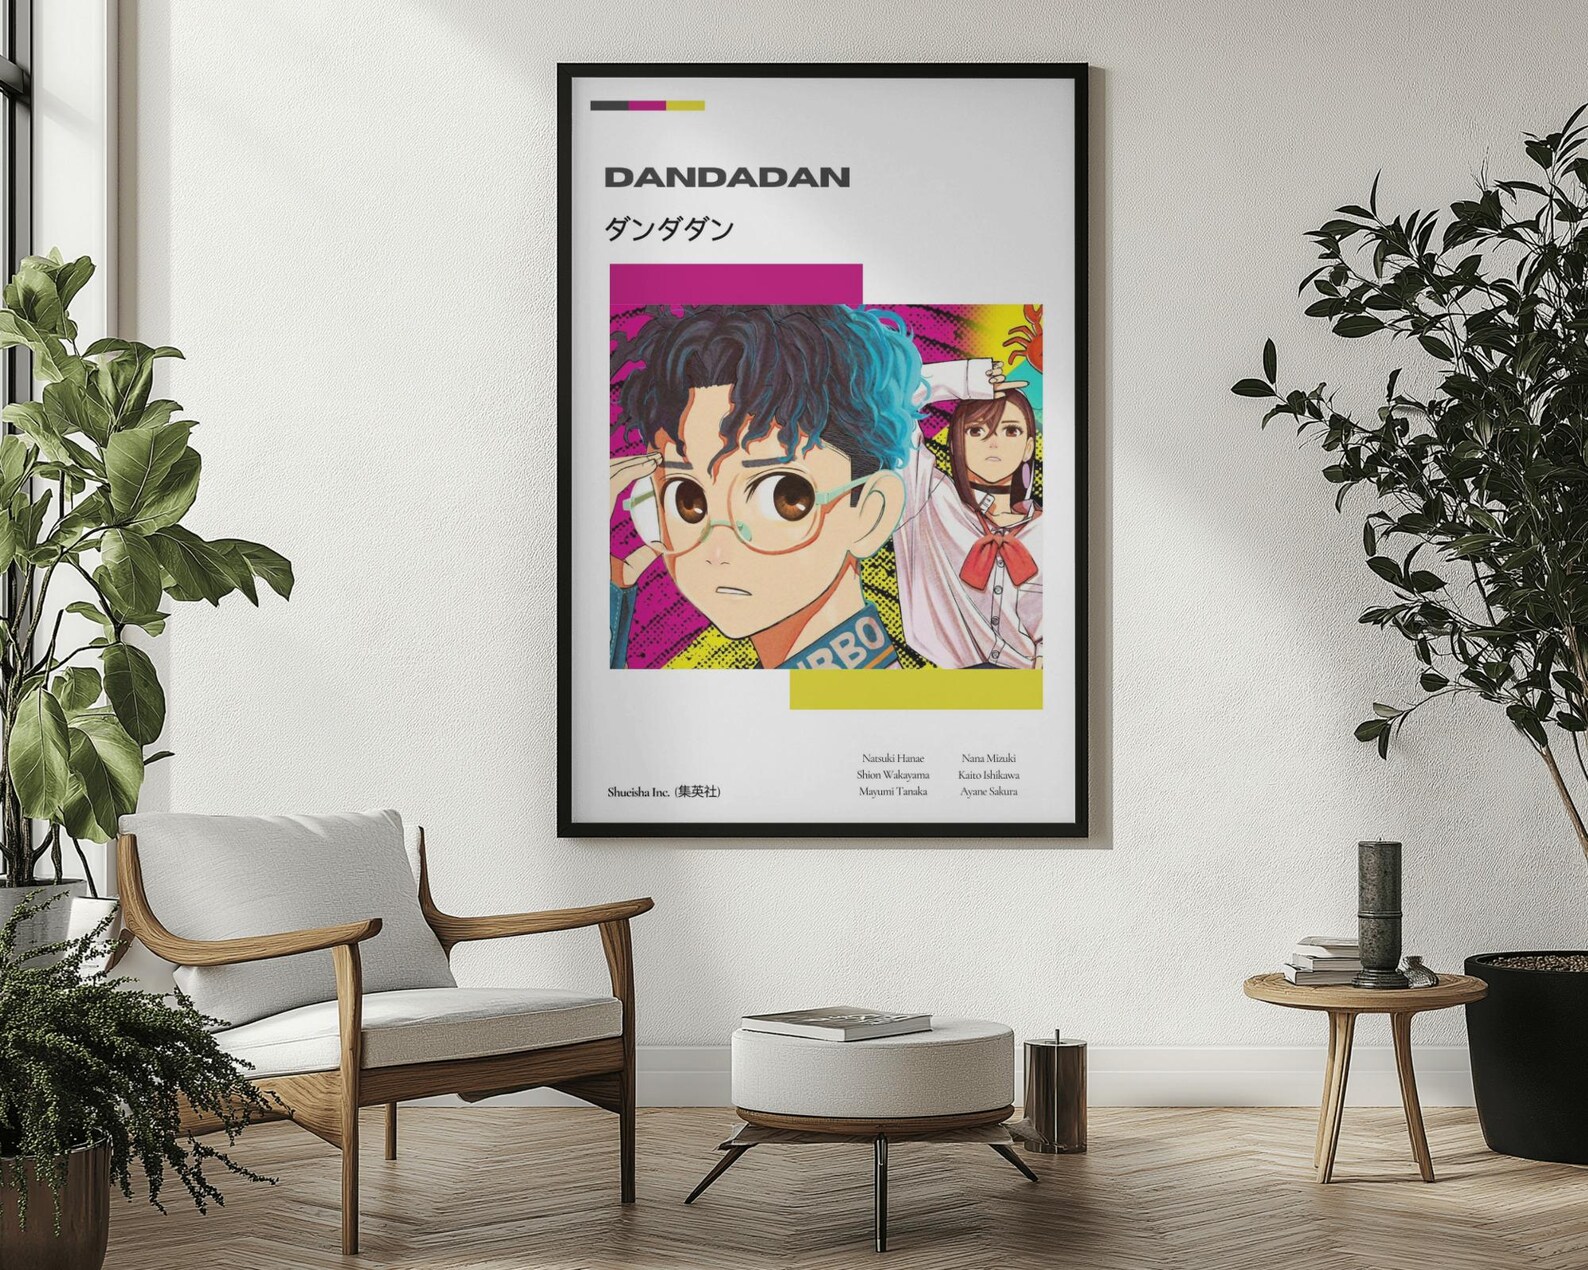 DANDADAN
ダンダダン
RBO
Natsuki Hanae
Shion Wakayama
Mayumi Tanaka
Nana Mizuki
Kaito Ishikawa
Ayane Sakura
Shueisha Inc. (集英社)